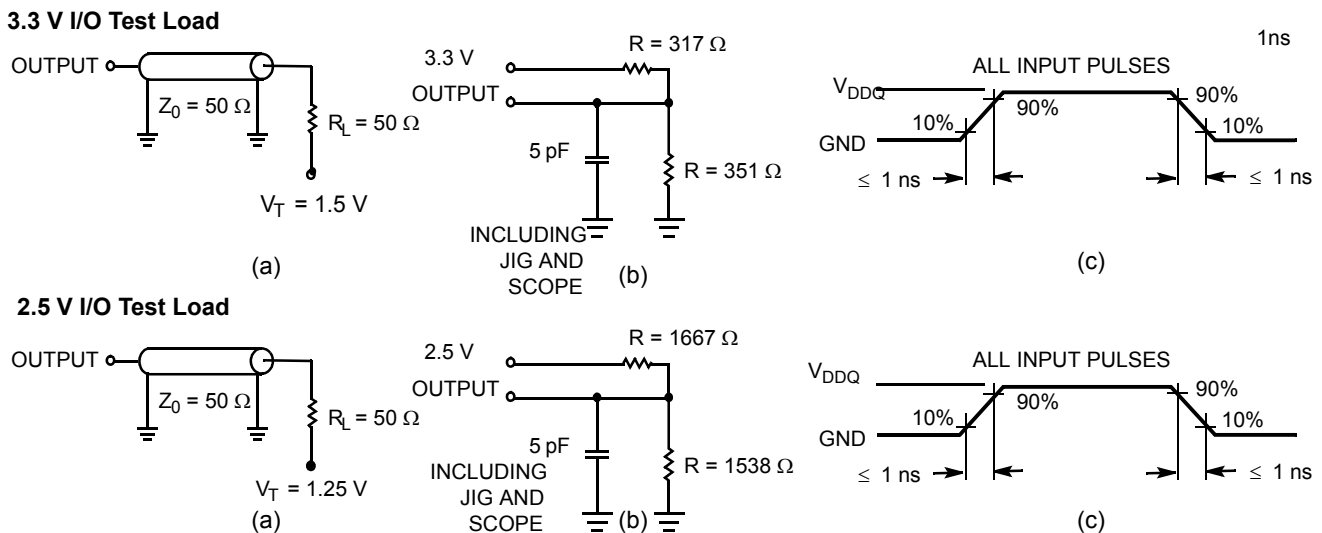 3.3 V I/O Test Load
OUTPUT
Z0 = 50 Ω
RL = 50 Ω
VT = 1.5 V
(a)
3.3 V
OUTPUT
R = 317 Ω
5 pF
R = 351 Ω
INCLUDING
JIG AND
SCOPE
(b)
1ns
ALL INPUT PULSES
VDDQ
GND
10%
90%
90%
10%
≤ 1 ns
≤ 1 ns
(c)
2.5 V I/O Test Load
OUTPUT
Z0 = 50 Ω
RL = 50 Ω
VT = 1.25 V
(a)
2.5 V
OUTPUT
R = 1667 Ω
5 pF
R = 1538 Ω
INCLUDING
JIG AND
SCOPE
(b)
ALL INPUT PULSES
VDDQ
GND
10%
90%
90%
10%
≤ 1 ns
≤ 1 ns
(c)